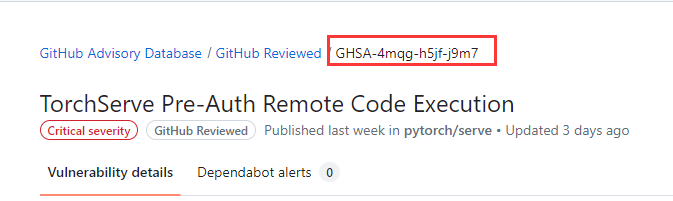 GitHub Advisory Database / GitHub Reviewed / GHSA-4mqg-h5jf-j9m7
TorchServe Pre-Auth Remote Code Execution
Critical severity GitHub Reviewed Published last week in pytorch/serve • Updated 3 days ago
Vulnerability details Dependabot alerts 0